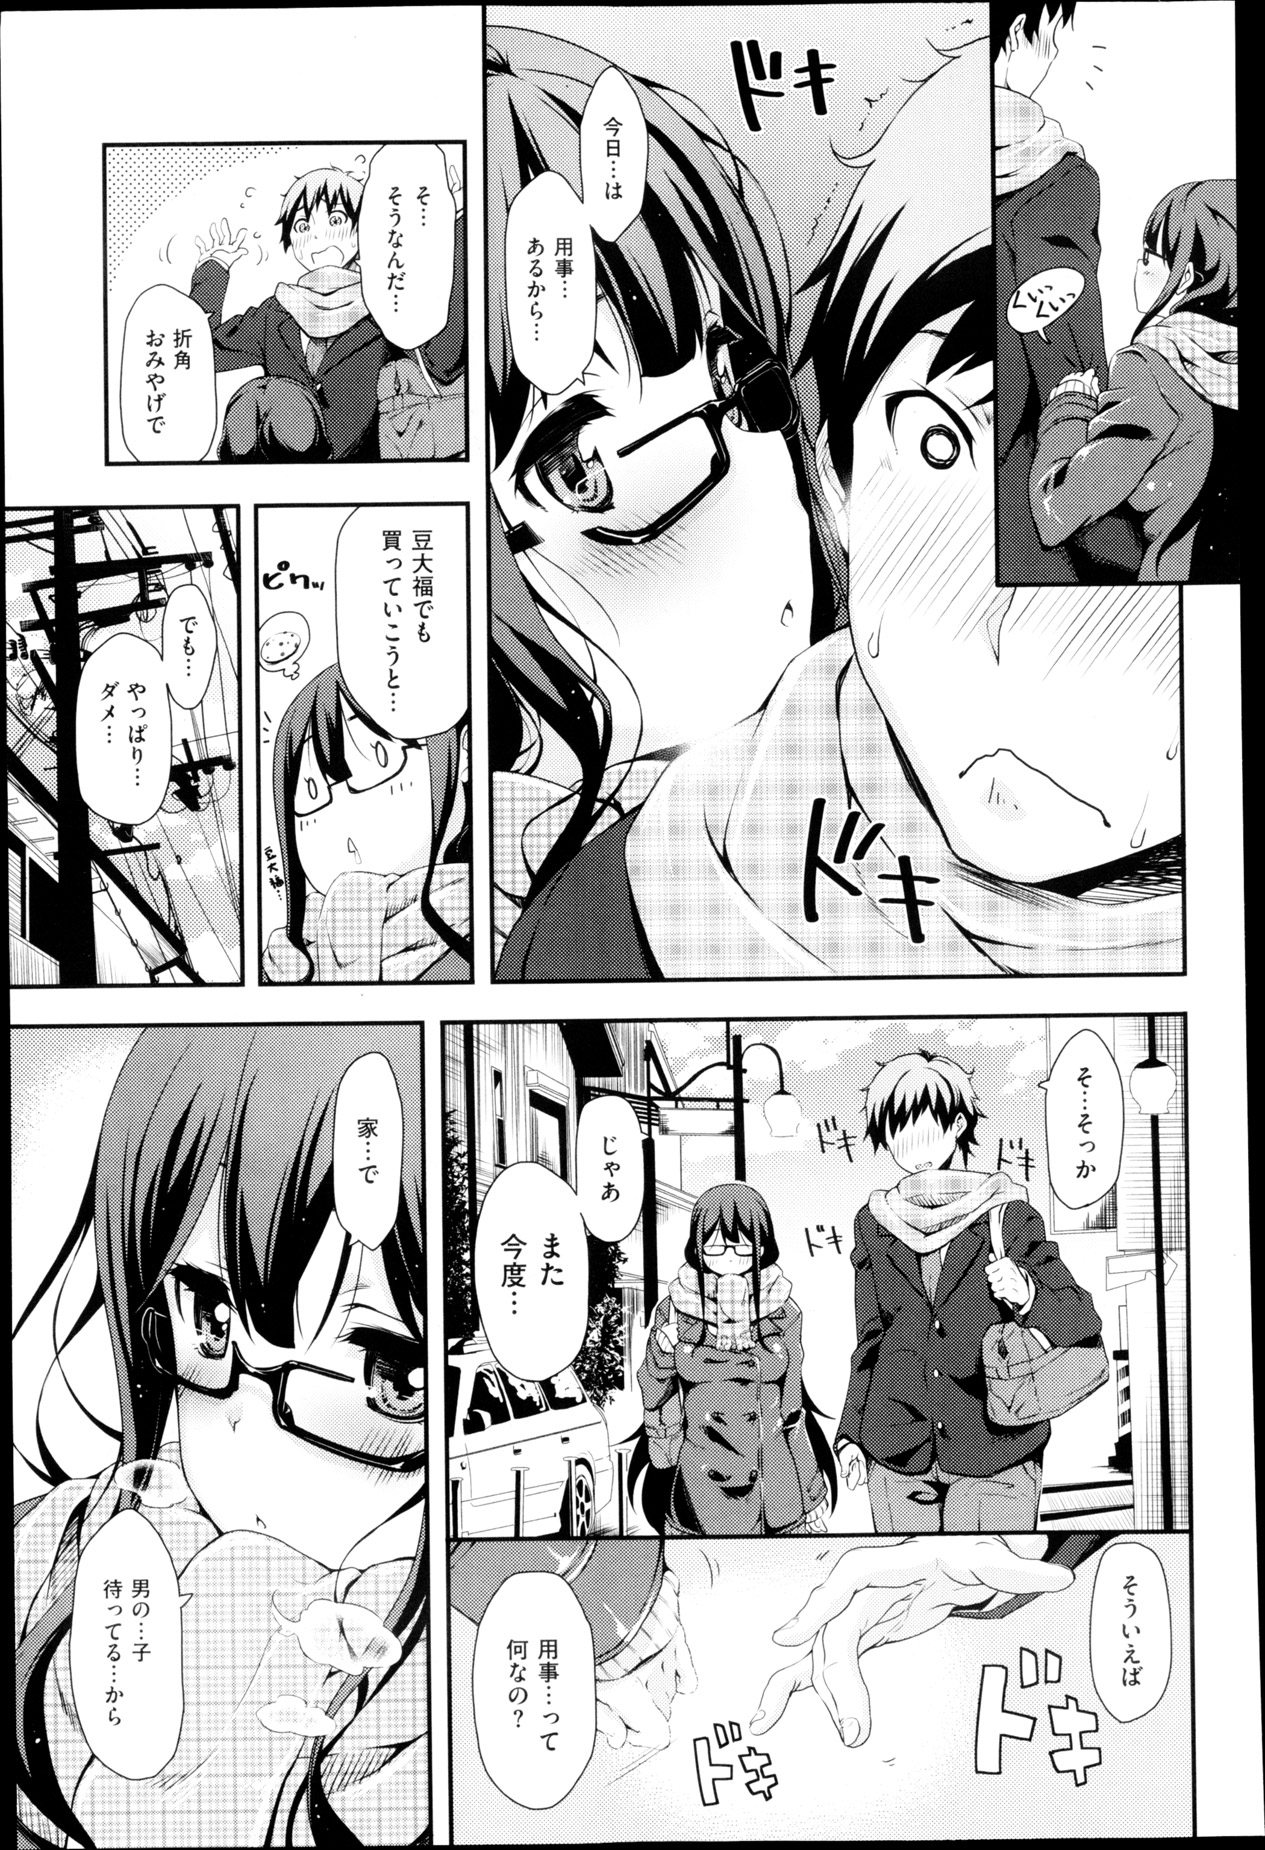 くいっ
くいっ
ドキ
今日…は
用事…
あるから…
ドキ
そ…
そうなんだ…
折角
おみやげで
豆大福でも
買っていこうと…
ピクッ
豆大福…
でも…
やっぱり…
ダメ…
そ…そっか
ドキ
ドキ
ドキ
じゃあ
また
今度…
そういえば
ドキ
ドキ
用事…って
何なの?
家…で
男の…子
待ってる…から